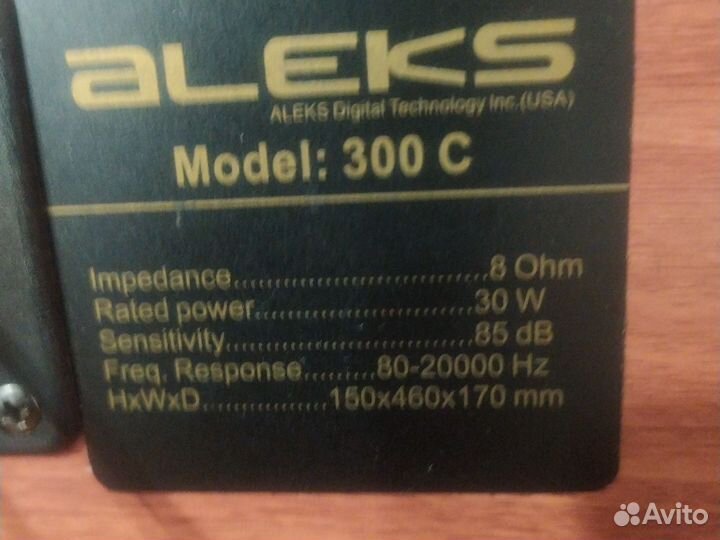 aLEKS
ALEKS Digital Technology Inc.(USA)
Model: 300 C
Impedance..................................8 Ohm
Rated power.............................30 W
Sensitivity...................................85 dB
Freq. Response..........80-20000 Hz
HxWxD.................150x460x170 mm
Avito